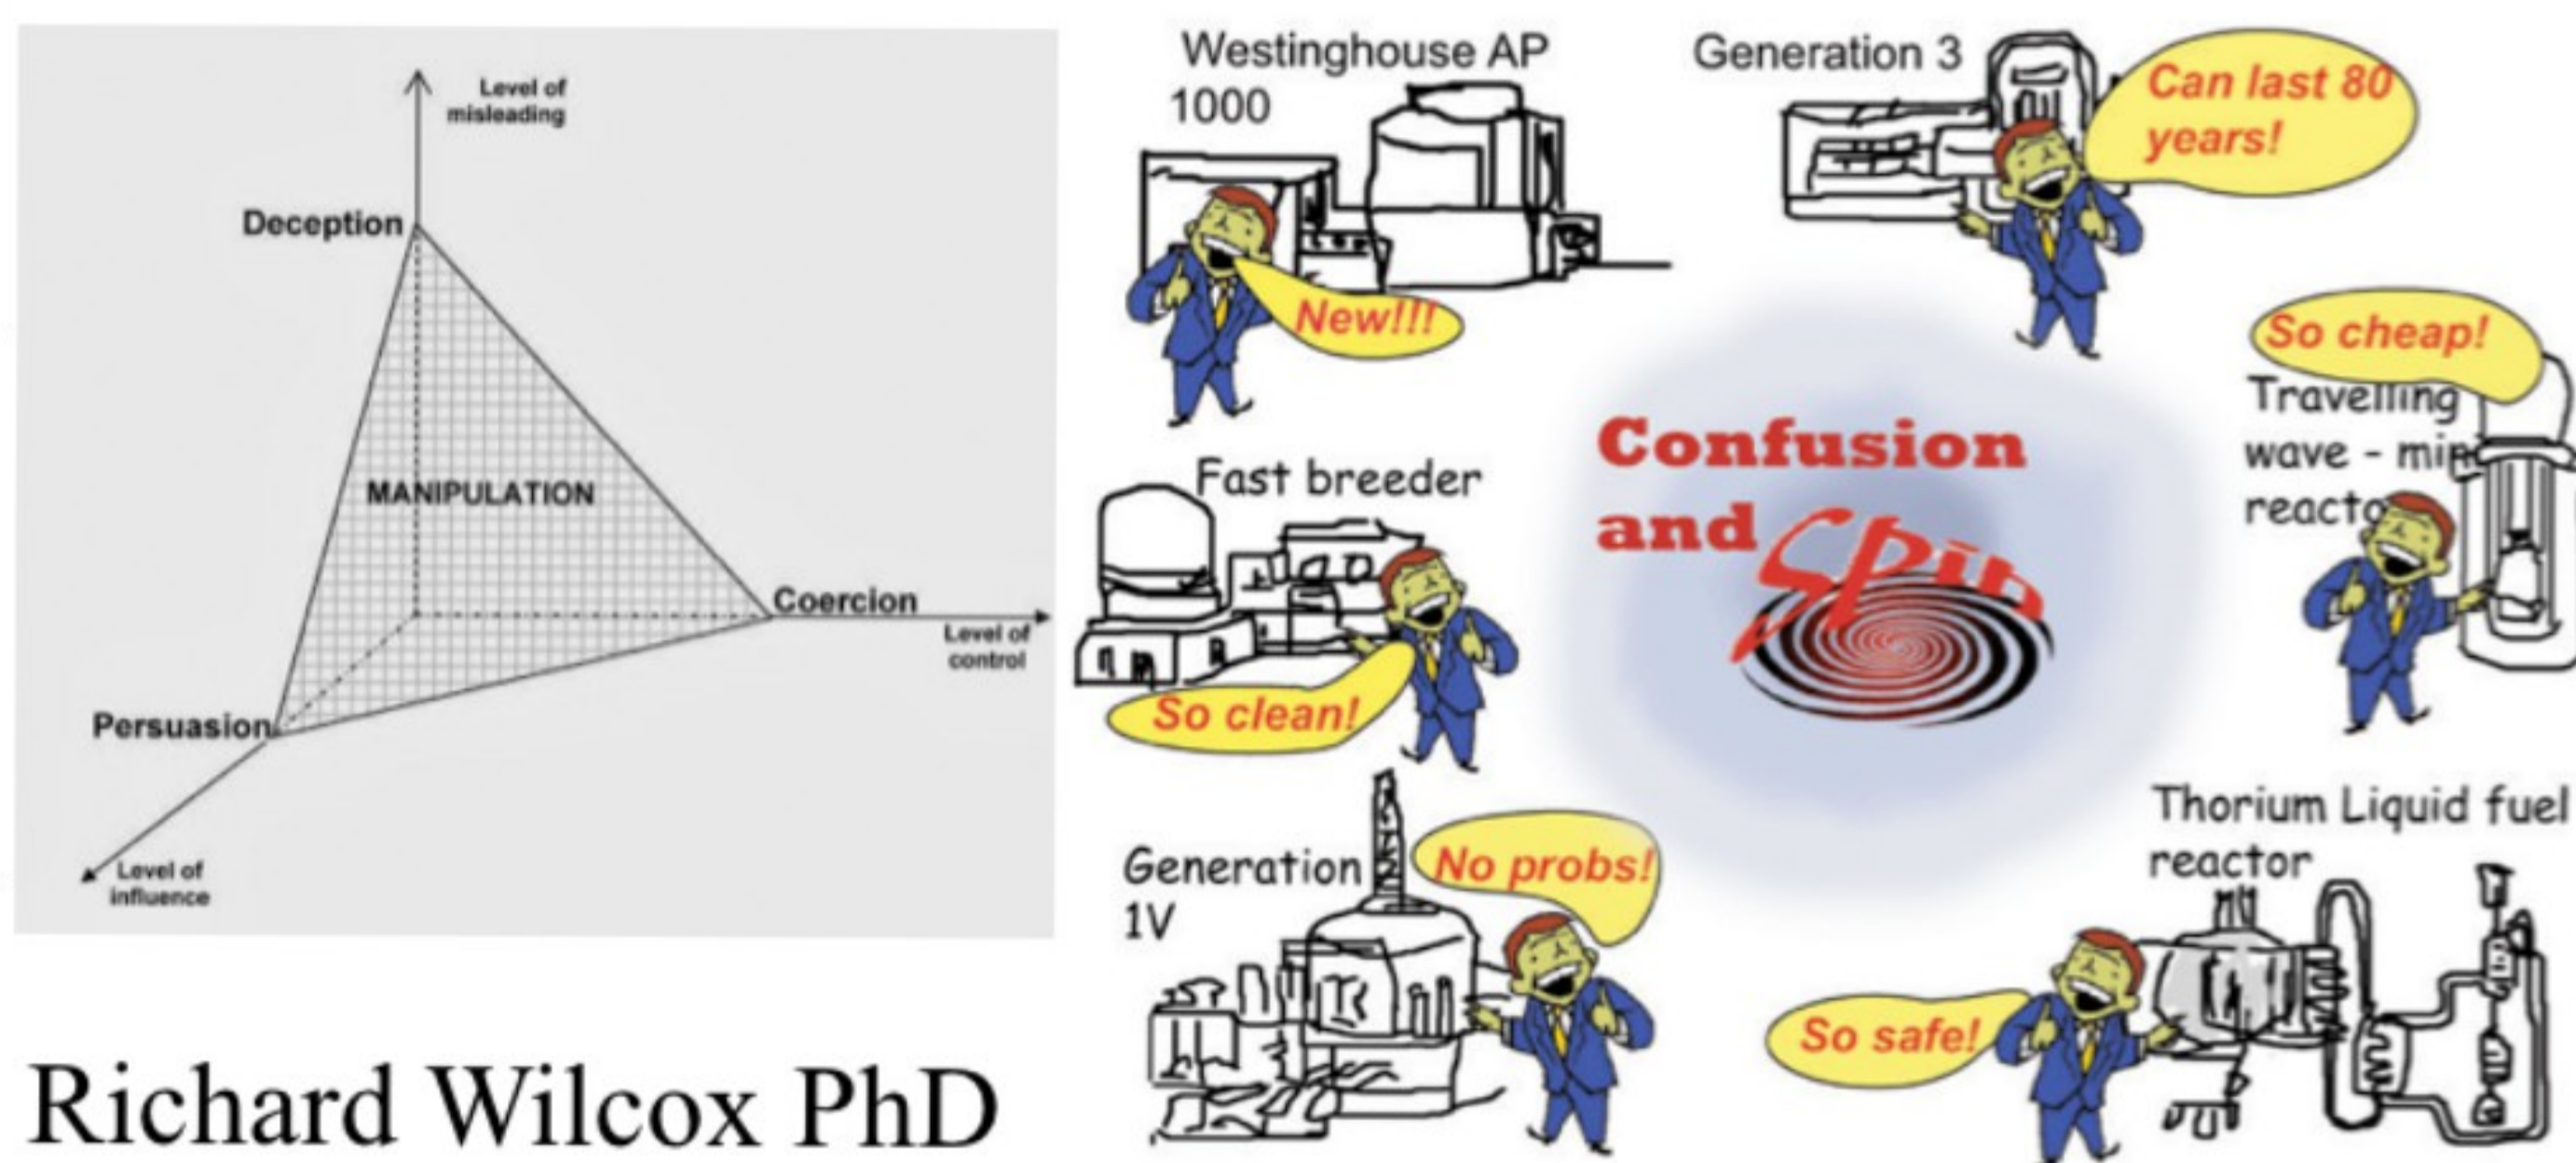 Level of
misleading
Deception
MANIPULATION
Coercion
Level of
control
Persuasion
Level of
influence
Richard Wilcox PhD
Westinghouse AP
1000
New!!!
Generation 3
Can last 80
years!
So cheap!
Travelling
wave - mini
reacto
Confusion
and Spin
Fast breeder
So clean!
Generation
1V
No probs!
Thorium Liquid fuel
reactor
So safe!